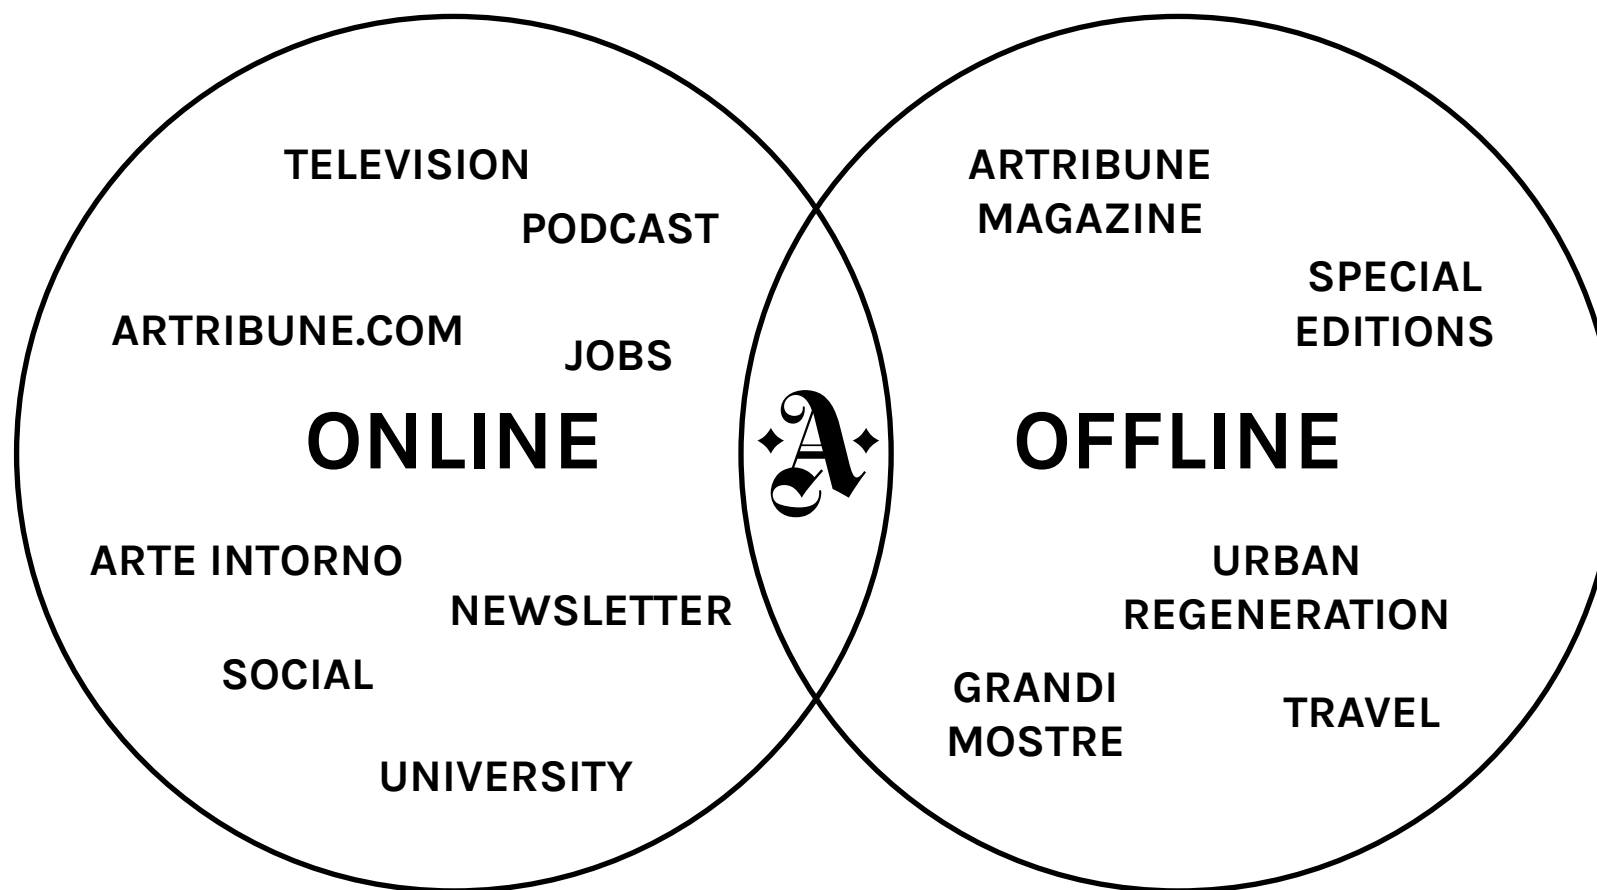 TELEVISION
PODCAST
ARTRIBUNE.COM
JOBS
ONLINE
ARTE INTORNO
NEWSLETTER
SOCIAL
UNIVERSITY
A
ARTRIBUNE
MAGAZINE
SPECIAL
EDITIONS
OFFLINE
URBAN
REGENERATION
GRANDI
MOSTRE
TRAVEL